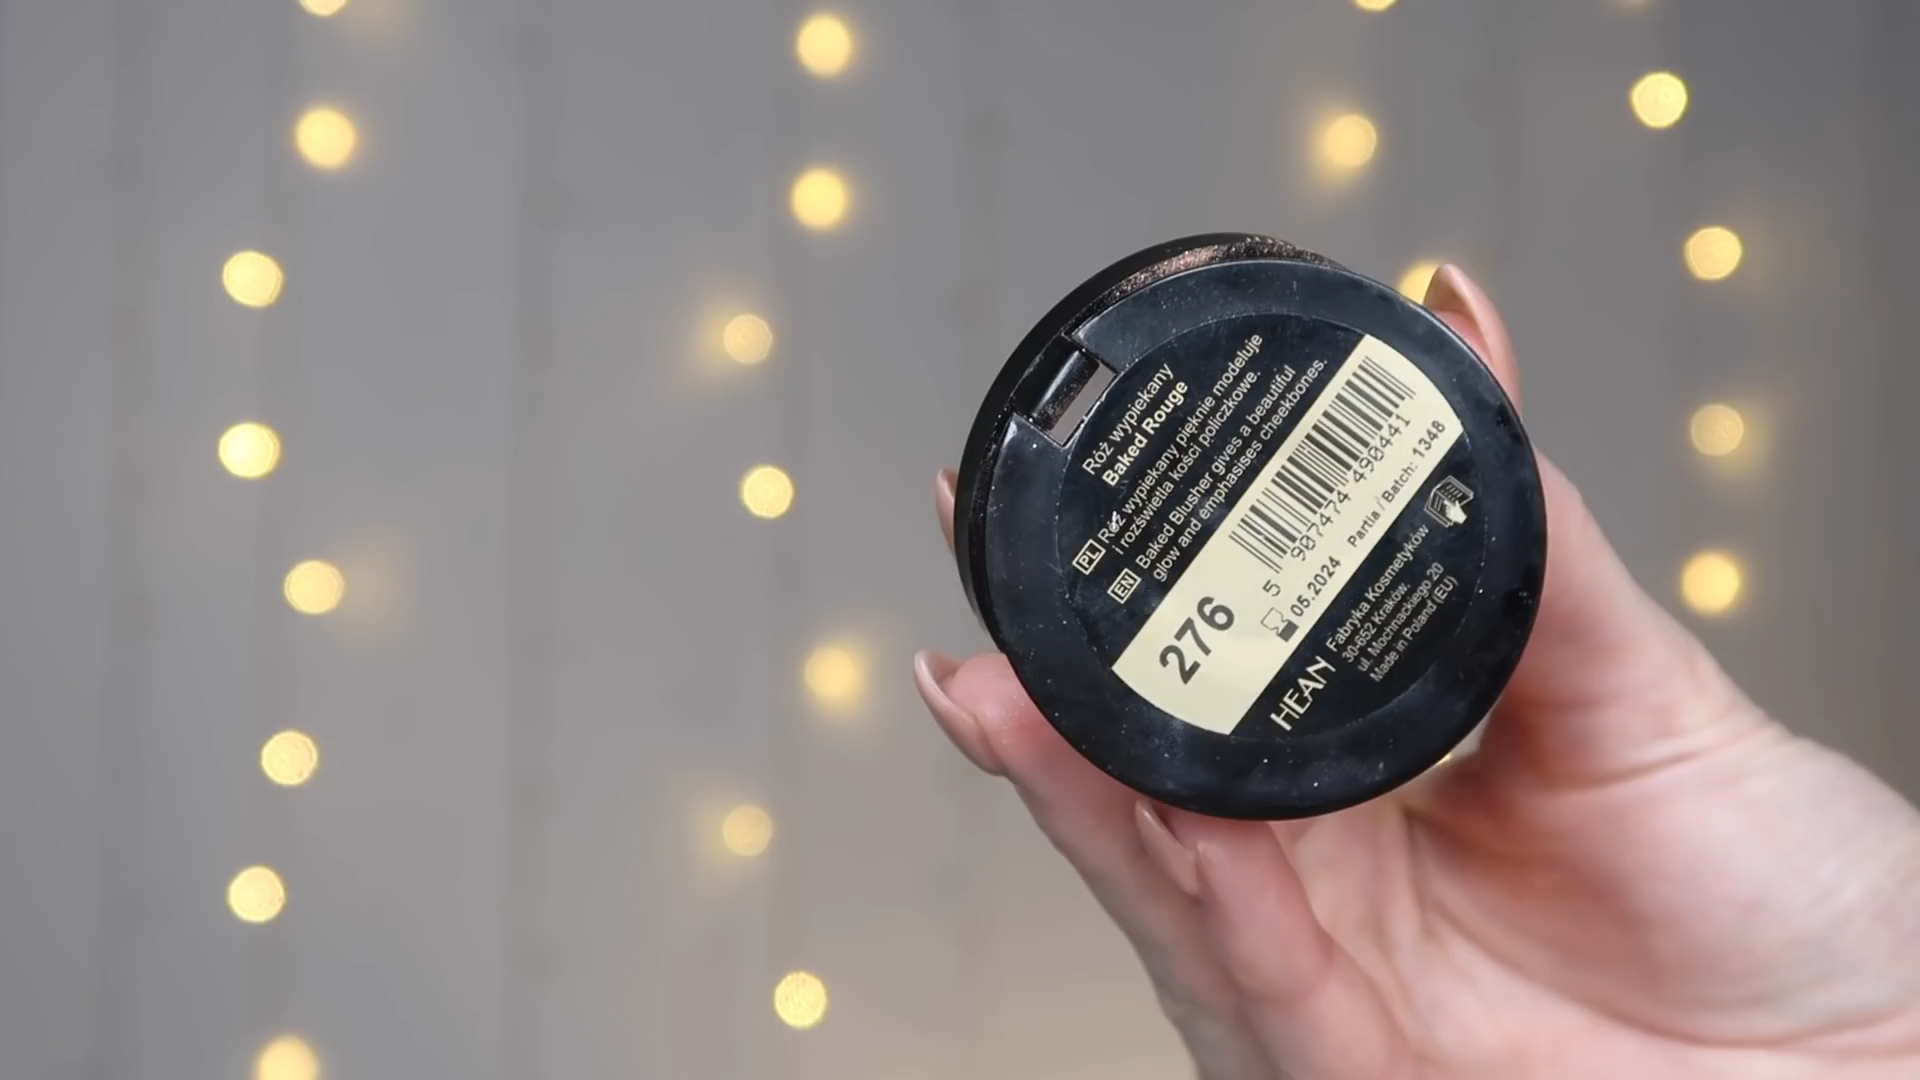 Róż wypiekany
Baked Rouge
PL Róż wypiekany pięknie modeluje
i rozświetla kości policzkowe.
EN Baked Blusher gives a beautiful
glow and emphasises cheekbones.
5 907474 490441
276
05.2024 Partia / Batch: 1348
HEAN Fabryka Kosmetyków
30-652 Kraków,
ul. Mochnackiego 20
Made in Poland (EU)